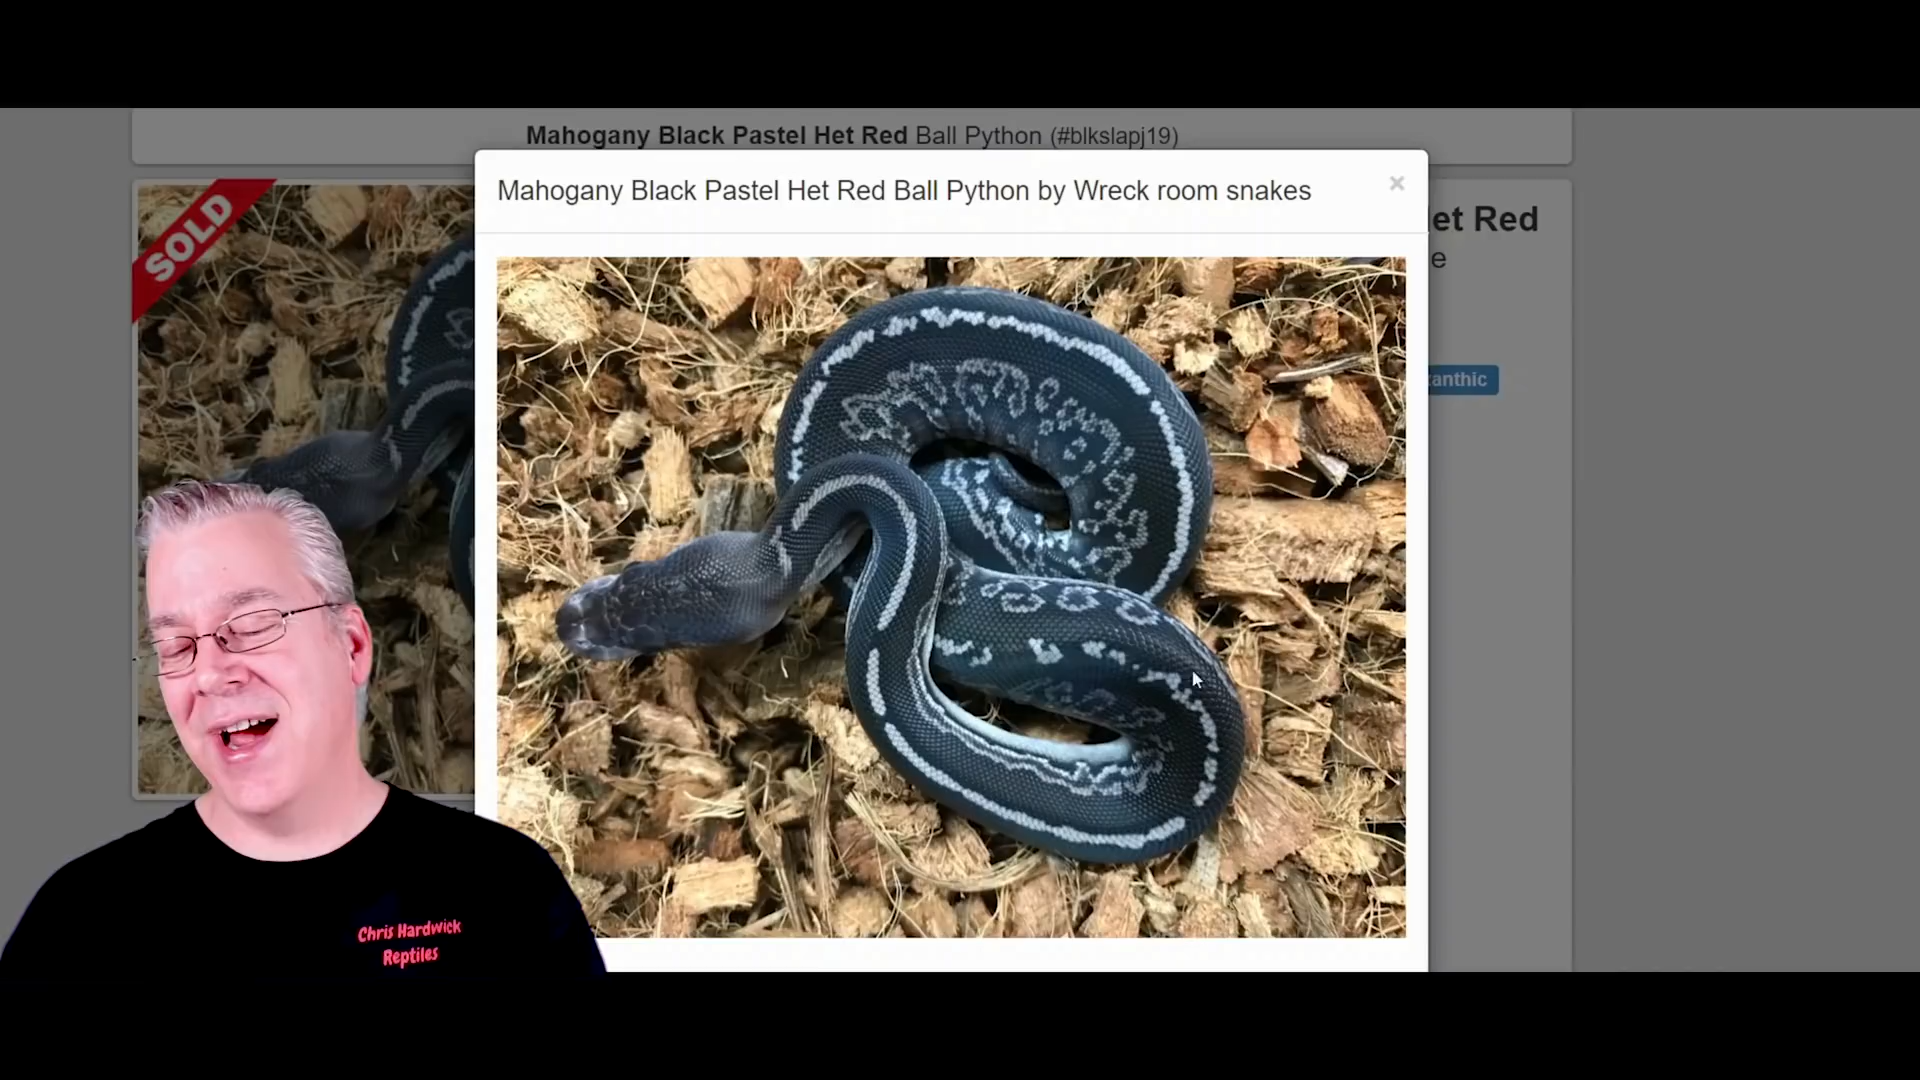 Mahogany Black Pastel Het Red Ball Python (#blkslapj19)
Mahogany Black Pastel Het Red Ball Python by Wreck room snakes
×
SOLD
et Red
e
anthic
Chris Hardwick
Reptiles